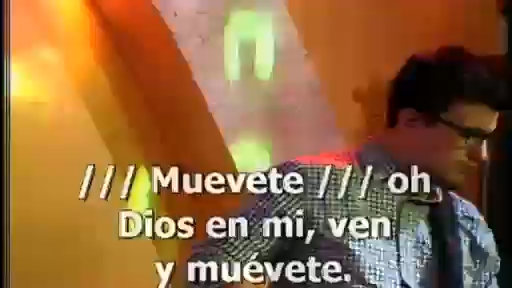 /// Muevete /// oh
Dios en mi, ven
y muévete.